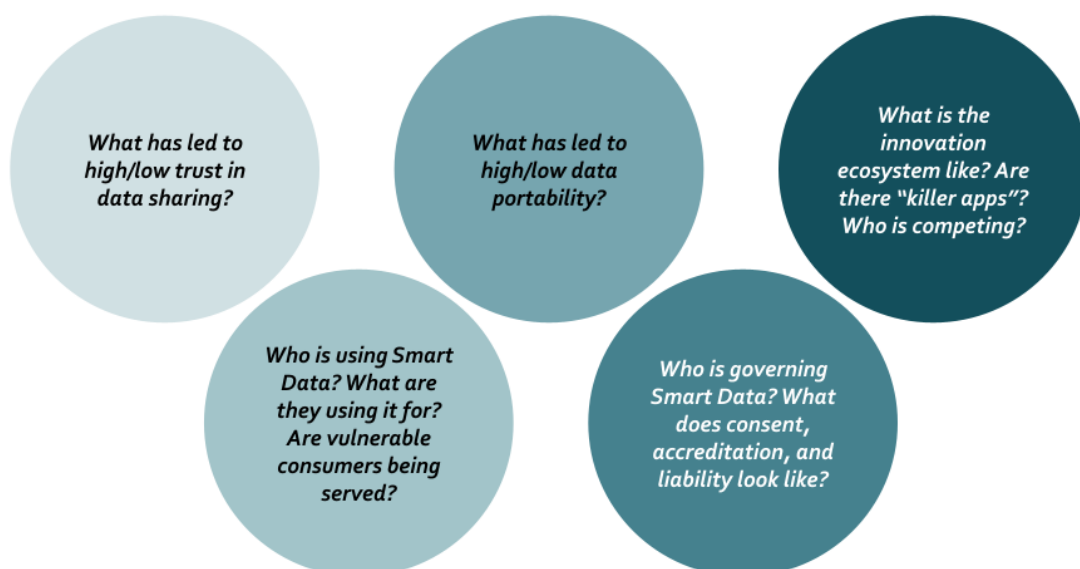 What has led to
high/low trust in
data sharing?
What has led to
high/low data
portability?
What is the
innovation
ecosystem like? Are
there “killer apps”?
Who is competing?
Who is using Smart
Data? What are
they using it for?
Are vulnerable
consumers being
served?
Who is governing
Smart Data? What
does consent,
accreditation, and
liability look like?